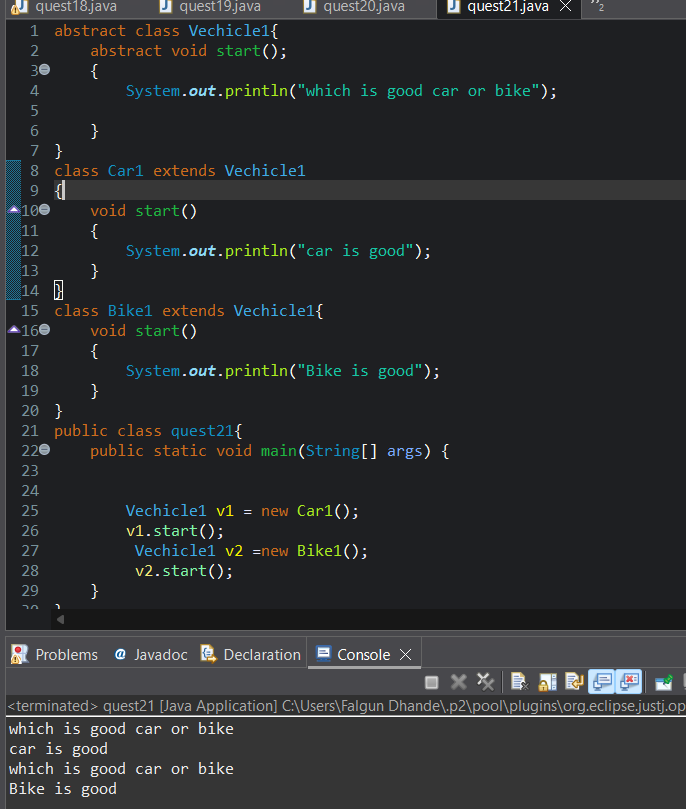 quest18.java quest19.java quest20.java quest21.java 2
1 abstract class Vechicle1{
2 abstract void start();
3 {
4 System.out.println("which is good car or bike");
5
6 }
7 }
8 class Car1 extends Vechicle1
9 {
10 void start()
11 {
12 System.out.println("car is good");
13 }
14 }
15 class Bike1 extends Vechicle1{
16 void start()
17 {
18 System.out.println("Bike is good");
19 }
20 }
21 public class quest21{
22 public static void main(String[] args) {
23
24
25 Vechicle1 v1 = new Car1();
26 v1.start();
27 Vechicle1 v2 =new Bike1();
28 v2.start();
29 }
30 }
Problems @ Javadoc Declaration Console
<terminated> quest21 [Java Application] C:\Users\Falgun Dhande\.p2\pool\plugins\org.eclipse.justj.op
which is good car or bike
car is good
which is good car or bike
Bike is good